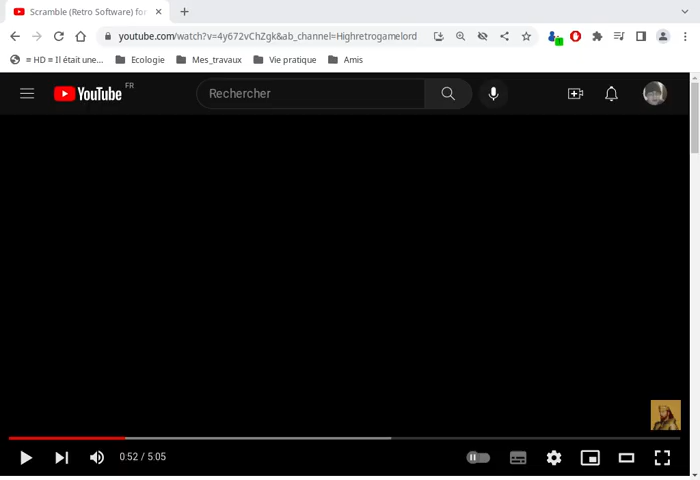 Scramble (Retro Software) for
youtube.com/watch?v=4y672vChZgk&ab_channel=Highretrogamelord
= HD = Il était une...
Ecologie
Mes_travaux
Vie pratique
Amis
YouTube FR
Rechercher
0:52 / 5:05